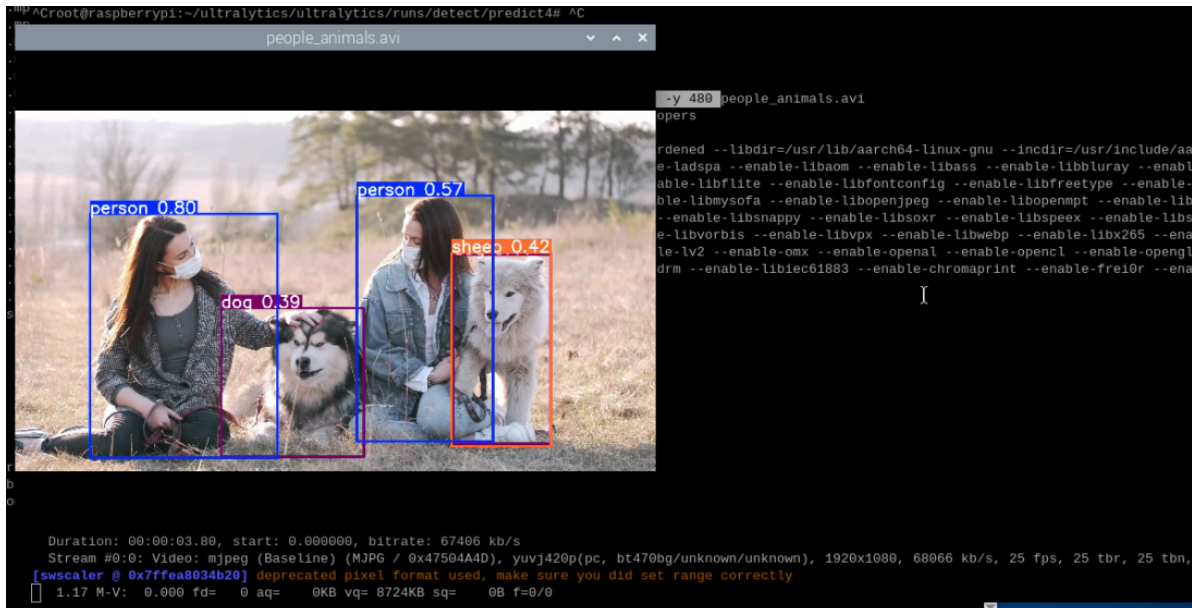 ^Croot@raspberrypi:~/ultralytics/ultralytics/runs/detect/predict4# ^C
people_animals.avi
-y 480 people_animals.avi
opers
rdened --libdir=/usr/lib/aarch64-linux-gnu --incdir=/usr/include/aa
e-ladspa --enable-libaom --enable-libass --enable-libbluray --enabl
able-libflite --enable-libfontconfig --enable-libfreetype --enable-
ble-libmysofa --enable-libopenjpeg --enable-libopenmpt --enable-lib
--enable-libsnappy --enable-libsoxr --enable-libspeex --enable-libs
e-libvorbis --enable-libvpx --enable-libwebp --enable-libx265 --ena
le-lv2 --enable-omx --enable-openal --enable-opencl --enable-opengl
drm --enable-libiec61883 --enable-chromaprint --enable-frei0r --ena
person 0.57
person 0.80
sheep 0.42
dog 0.39
Duration: 00:00:03.80, start: 0.000000, bitrate: 67406 kb/s
Stream #0:0: Video: mjpeg (Baseline) (MJPG / 0x47504A4D), yuvj420p(pc, bt470bg/unknown/unknown), 1920x1080, 68066 kb/s, 25 fps, 25 tbr, 25 tbn,
[swscaler @ 0x7ffea8034b20] deprecated pixel format used, make sure you did set range correctly
1.17 M-V: 0.000 fd= 0 aq= 0KB vq= 8724KB sq= 0B f=0/0